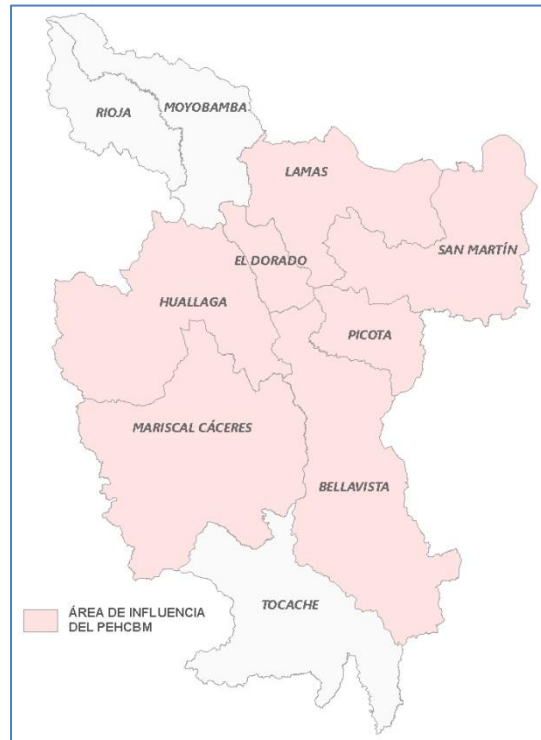 RIOJA
MOYOBAMBA
LAMAS
SAN MARTÍN
EL DORADO
HUALLAGA
PICOTA
MARISCAL CÁCERES
BELLAVISTA
TOCACHE
ÁREA DE INFLUENCIA
DEL PEHCBM